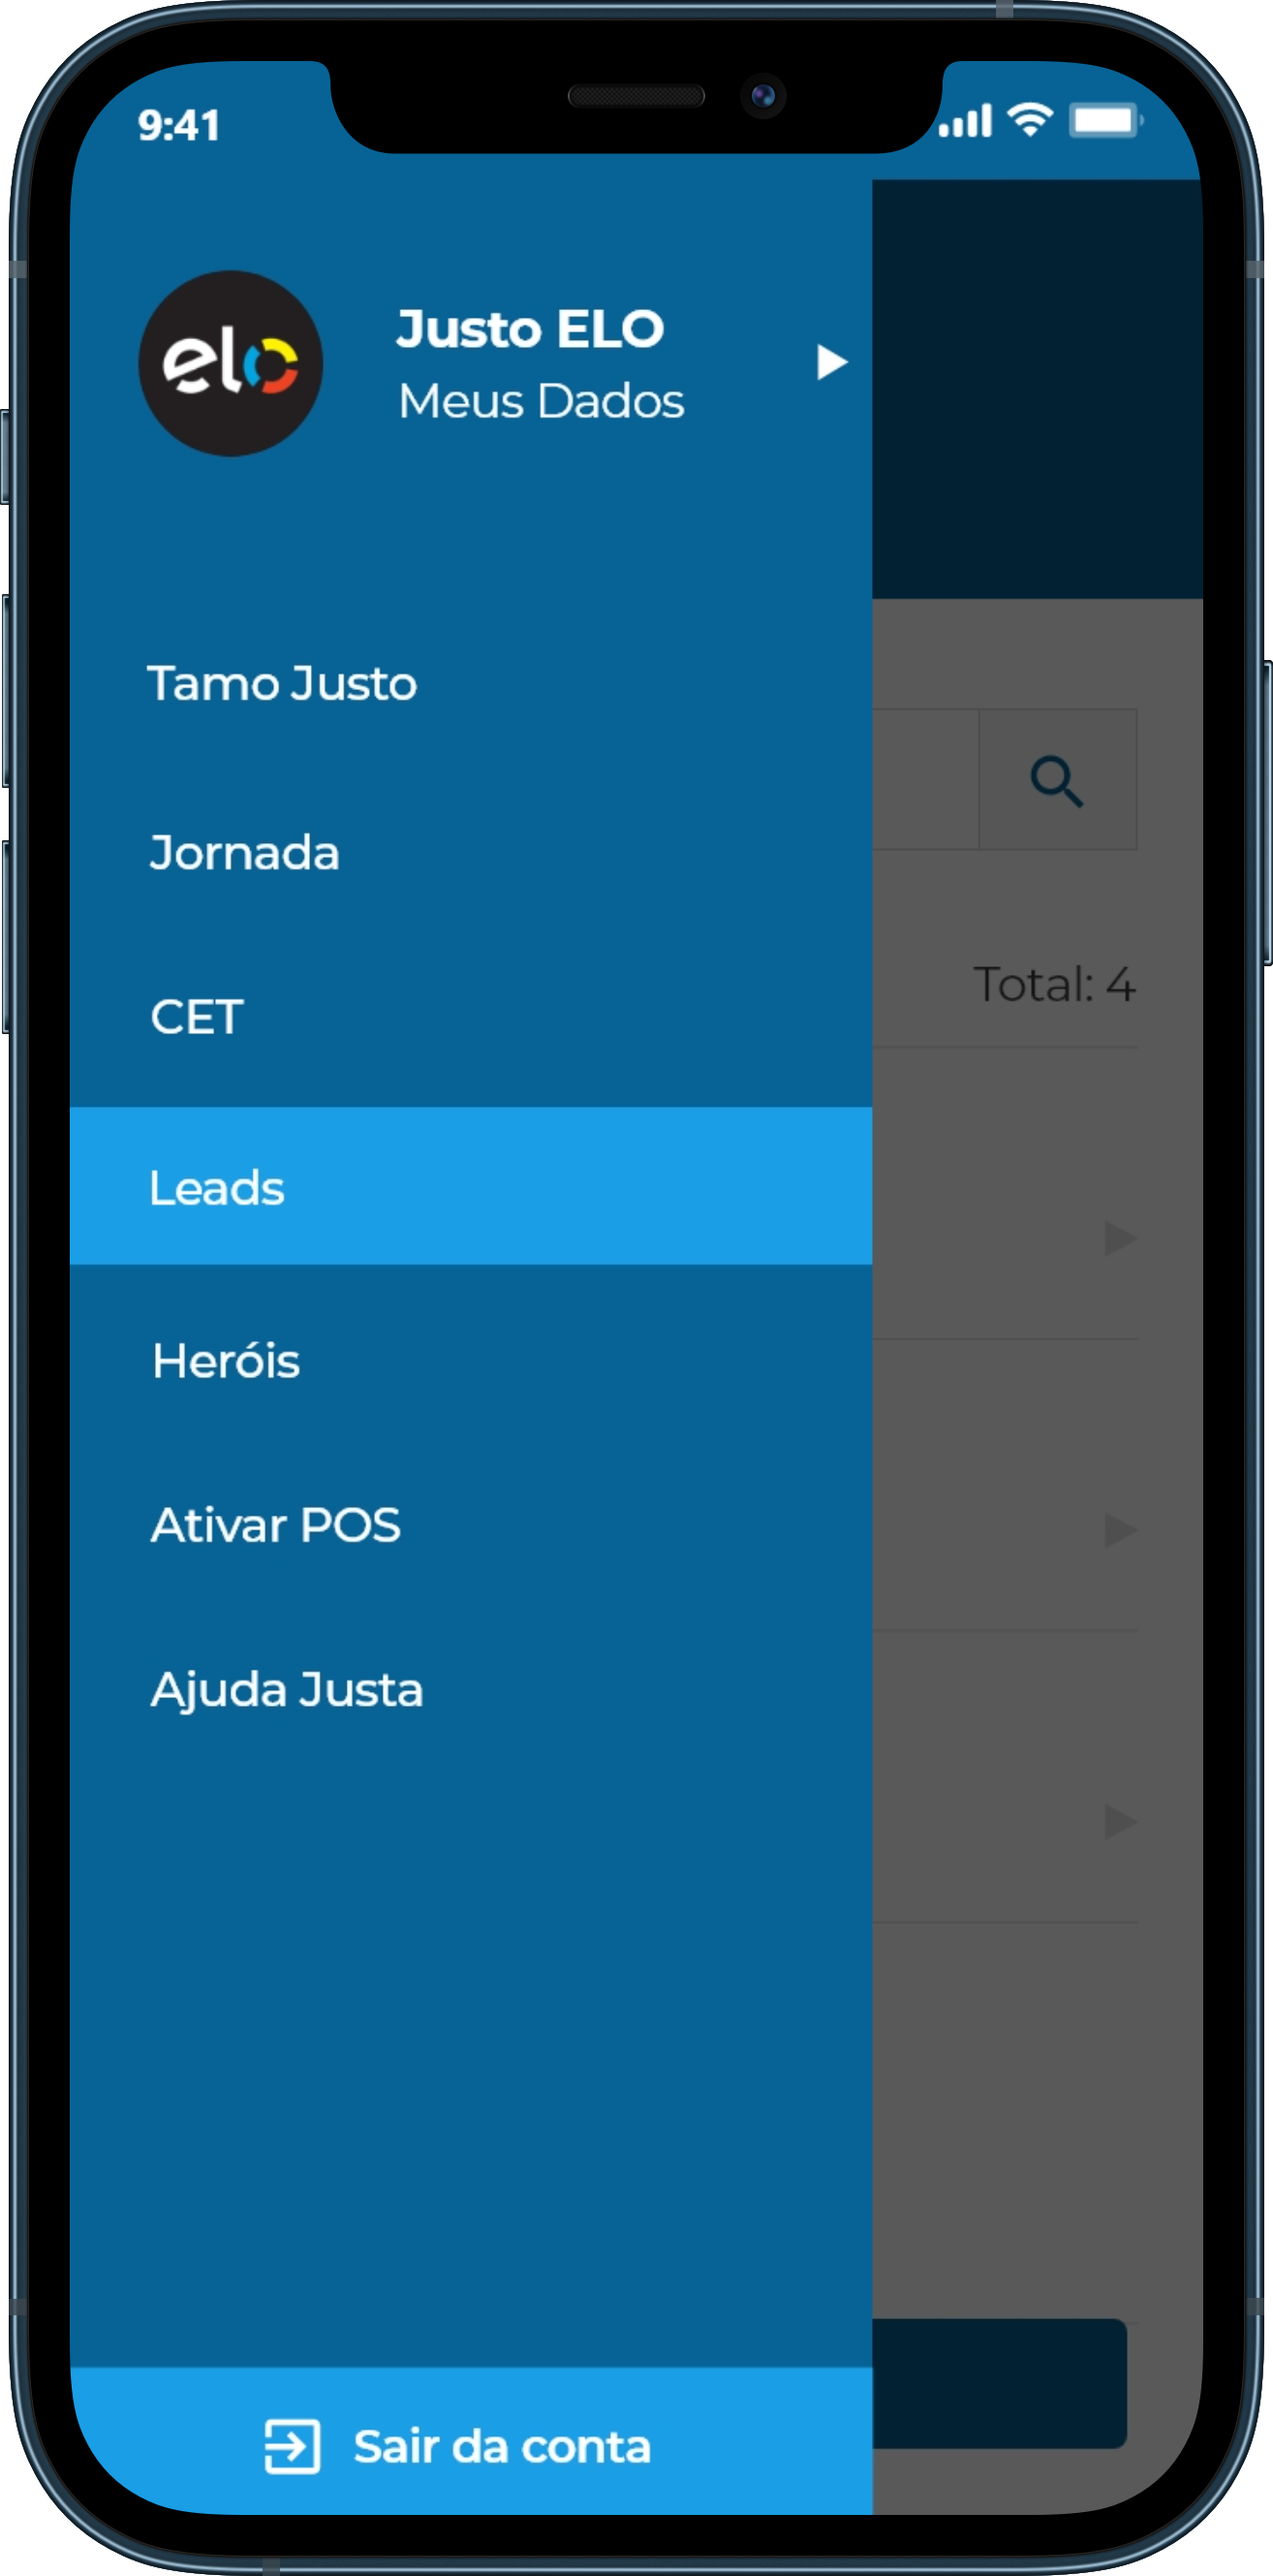 9:41
elo
Justo ELO
Meus Dados
Tamo Justo
Jornada
CET
Total: 4
Leads
Heróis
Ativar POS
Ajuda Justa
Sair da conta